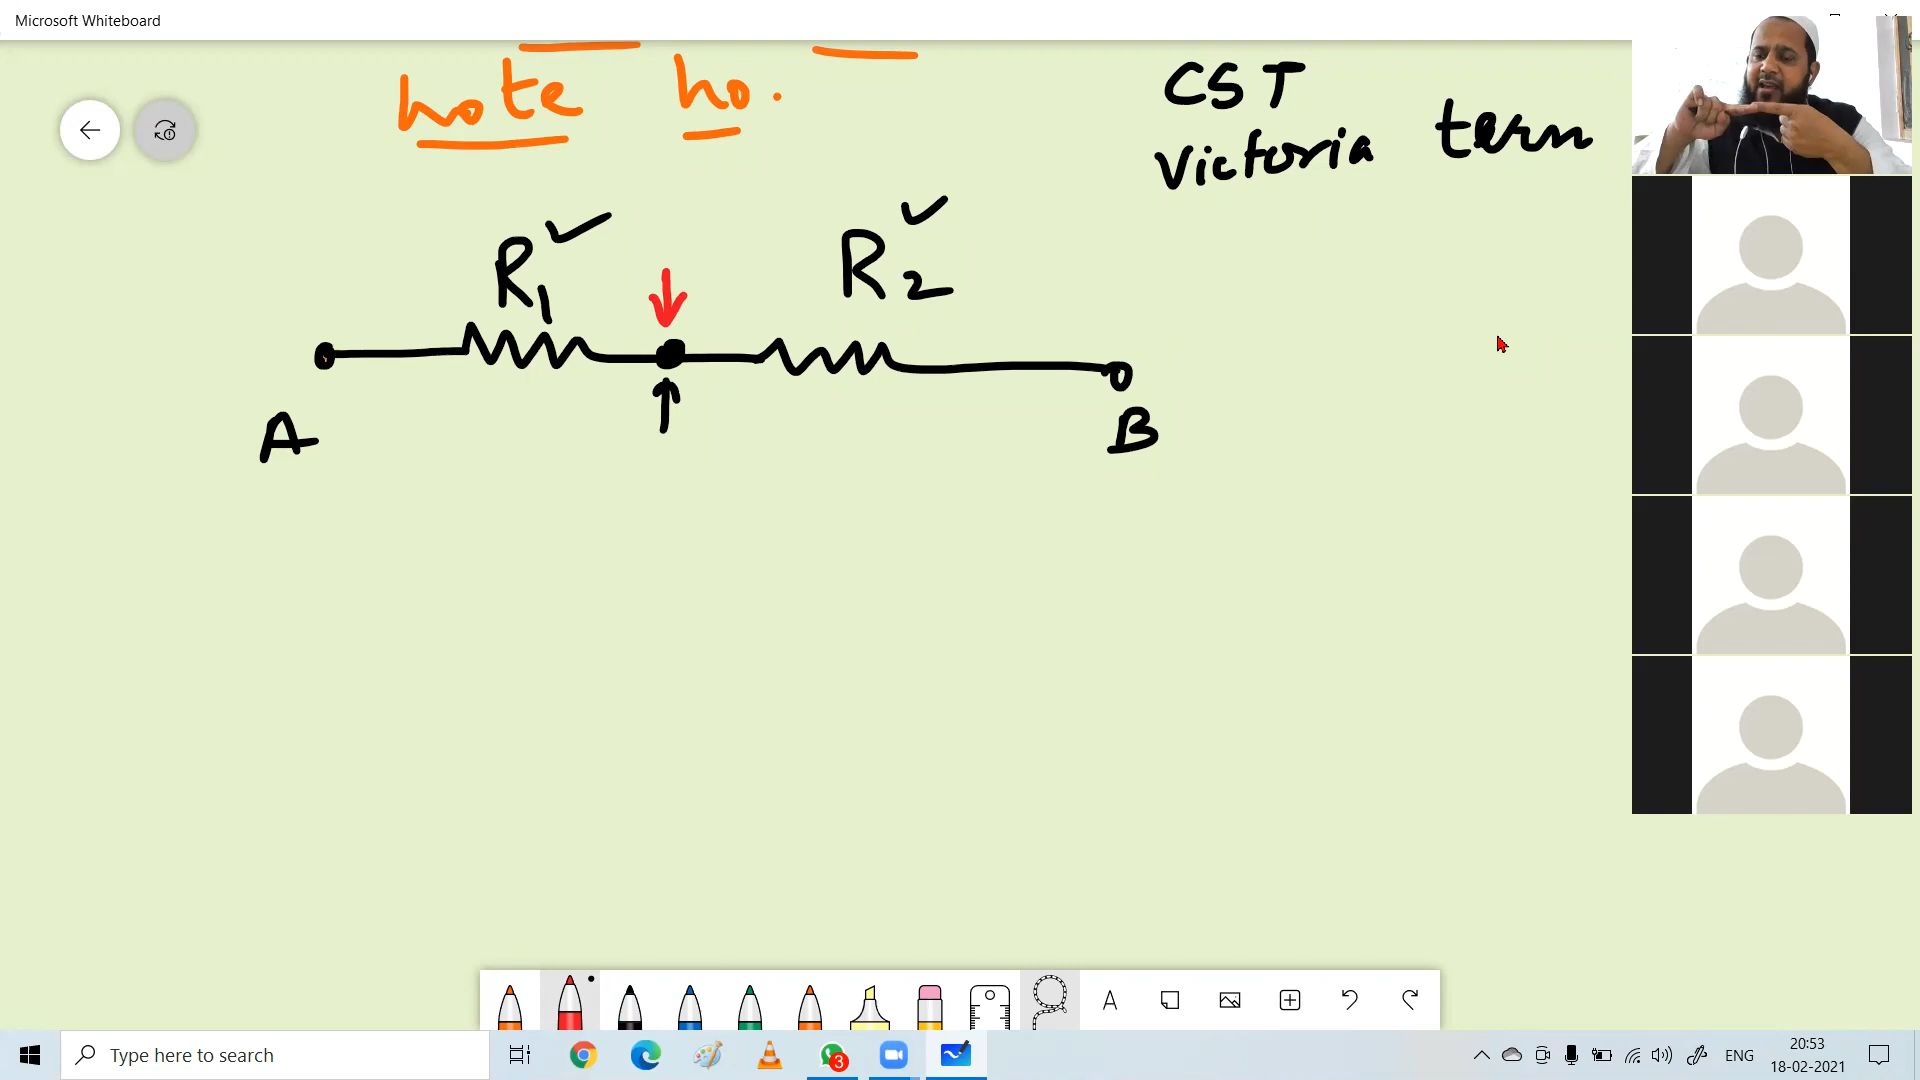 Microsoft Whiteboard
hote ho.
CST
Victoria term
R1 ✓
R2 ✓
A
B
A
Type here to search
3
ENG
20:53
18-02-2021